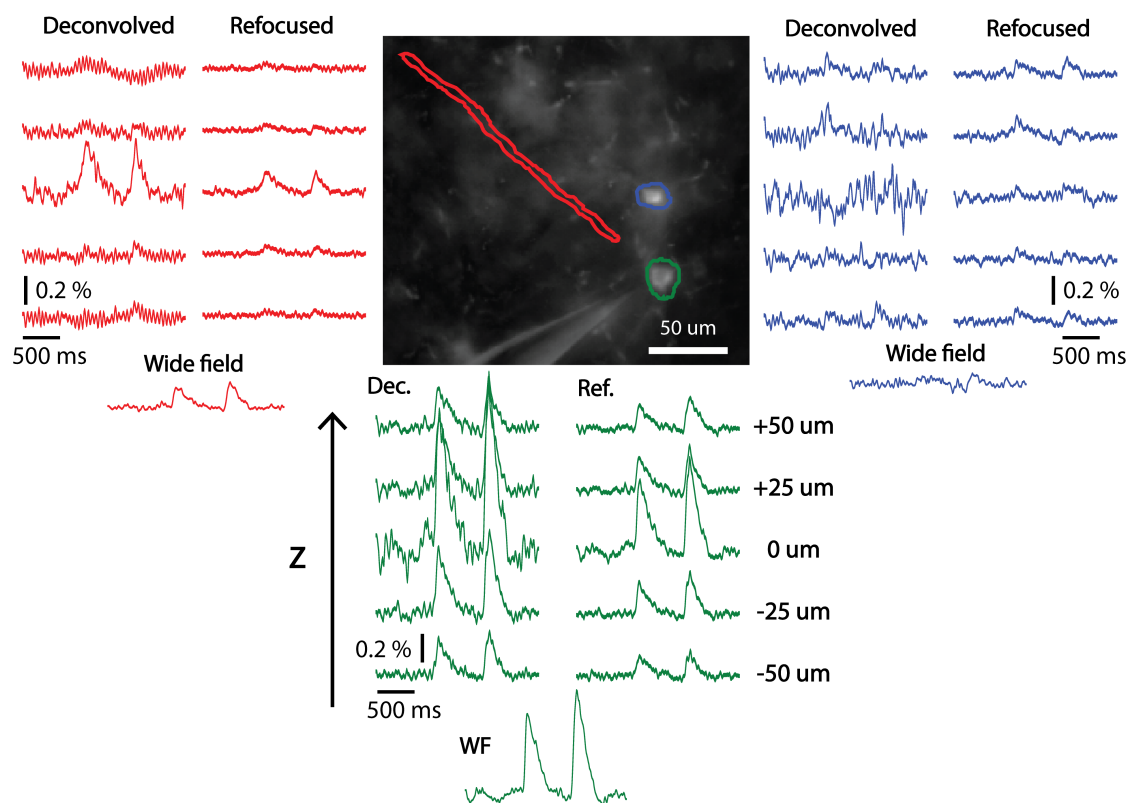 Deconvolved
Refocused
Deconvolved
Refocused
0.2 %
500 ms
50 um
0.2 %
500 ms
Wide field
Wide field
Dec.
Ref.
+50 um
+25 um
0 um
-25 um
-50 um
Z
0.2 %
500 ms
WF